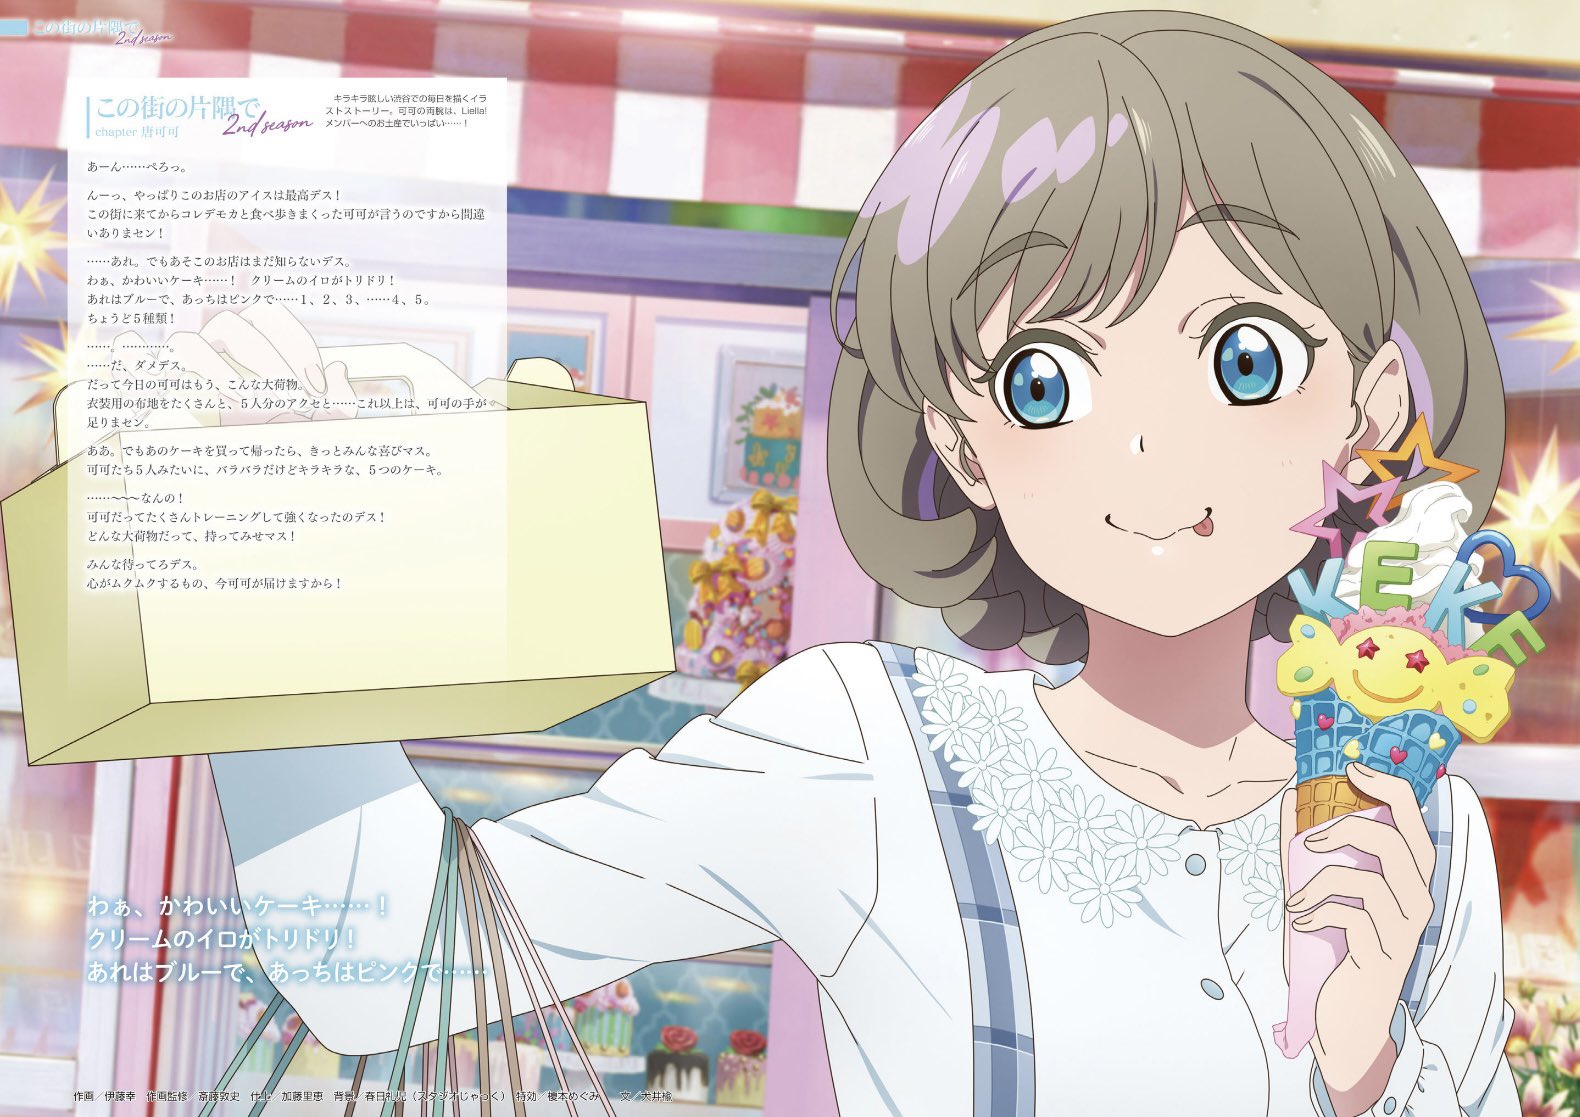 この街の片隅で
2nd season
この街の片隅で
2nd season
chapter 唐可可
キラキラ眩しい渋谷での毎日を描くイラ
ストストーリー。可可の両腕は、Liella!
メンバーへのお土産でいっぱい……！
あーん……ぺろっ。
んーっ、やっぱりこのお店のアイスは最高デス！
この街に来てからコレデモカと食べ歩きまくった可可が言うのですから間違
いありまセン！
……あれ。でもあそこのお店はまだ知らないデス。
わぁ、かわいいケーキ……！　クリームのイロがトリドリ！
あれはブルーで、あっちはピンクで……１、２、３、……４、５。
ちょうど５種類！
……。…………。
……だ、ダメデス。
だって今日の可可はもう、こんな大荷物。
衣装用の布地をたくさんと、５人分のアクセと……これ以上は、可可の手が
足りまセン。
ああ。でもあのケーキを買って帰ったら、きっとみんな喜びマス。
可可たち５人みたいに、バラバラだけどキラキラな、５つのケーキ。
……～～～なんの！
可可だってたくさんトレーニングして強くなったのデス！
どんな大荷物だって、持ってみせマス！
みんな待ってろデス。
心がムクムクするもの、今可可が届けますから！
KEKE
わぁ、かわいいケーキ……！
クリームのイロがトリドリ！
あれはブルーで、あっちはピンクで……
作画／伊藤幸　作画監修／斎藤敦史　仕上／加藤里恵　背景／春日礼児（スタジオじゃっく）　特効／榎本めぐみ　　文／大井稔